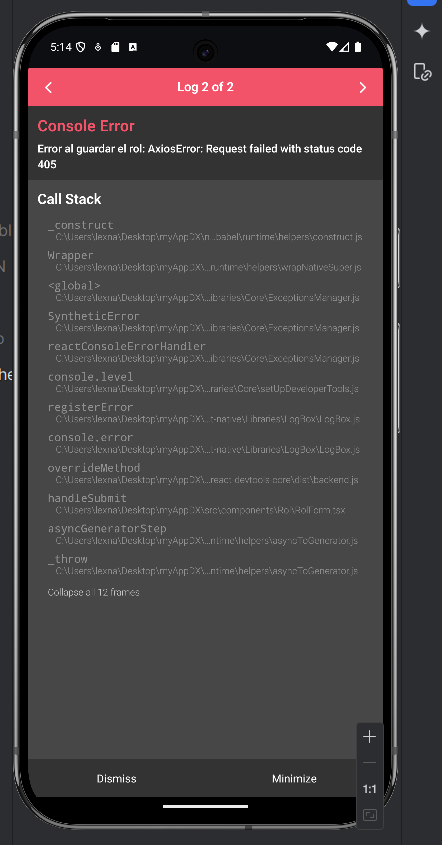 5:14
Log 2 of 2
Console Error
Error al guardar el rol: AxiosError: Request failed with status code
405
Call Stack
_construct
C:\Users\lexna\Desktop\myAppDX\n...babel\runtime\helpers\construct.js
Wrapper
C:\Users\lexna\Desktop\myAppDX\...runtime\helpers\wrapNativeSuper.js
<global>
C:\Users\lexna\Desktop\myAppDX\...ibraries\Core\ExceptionsManager.js
SyntheticError
C:\Users\lexna\Desktop\myAppDX\...ibraries\Core\ExceptionsManager.js
reactConsoleErrorHandler
C:\Users\lexna\Desktop\myAppDX\...ibraries\Core\ExceptionsManager.js
console.level
C:\Users\lexna\Desktop\myAppDX\...raries\Core\setUpDeveloperTools.js
registerError
C:\Users\lexna\Desktop\myAppDX\...t-native\Libraries\LogBox\LogBox.js
console.error
C:\Users\lexna\Desktop\myAppDX\...t-native\Libraries\LogBox\LogBox.js
overrideMethod
C:\Users\lexna\Desktop\myAppDX\...react-devtools-core\dist\backend.js
handleSubmit
C:\Users\lexna\Desktop\myAppDX\src\components\Rol\RolForm.tsx
asyncGeneratorStep
C:\Users\lexna\Desktop\myAppDX\...ntime\helpers\asyncToGenerator.js
_throw
C:\Users\lexna\Desktop\myAppDX\...ntime\helpers\asyncToGenerator.js
Collapse all 12 frames
Dismiss
Minimize
1:1